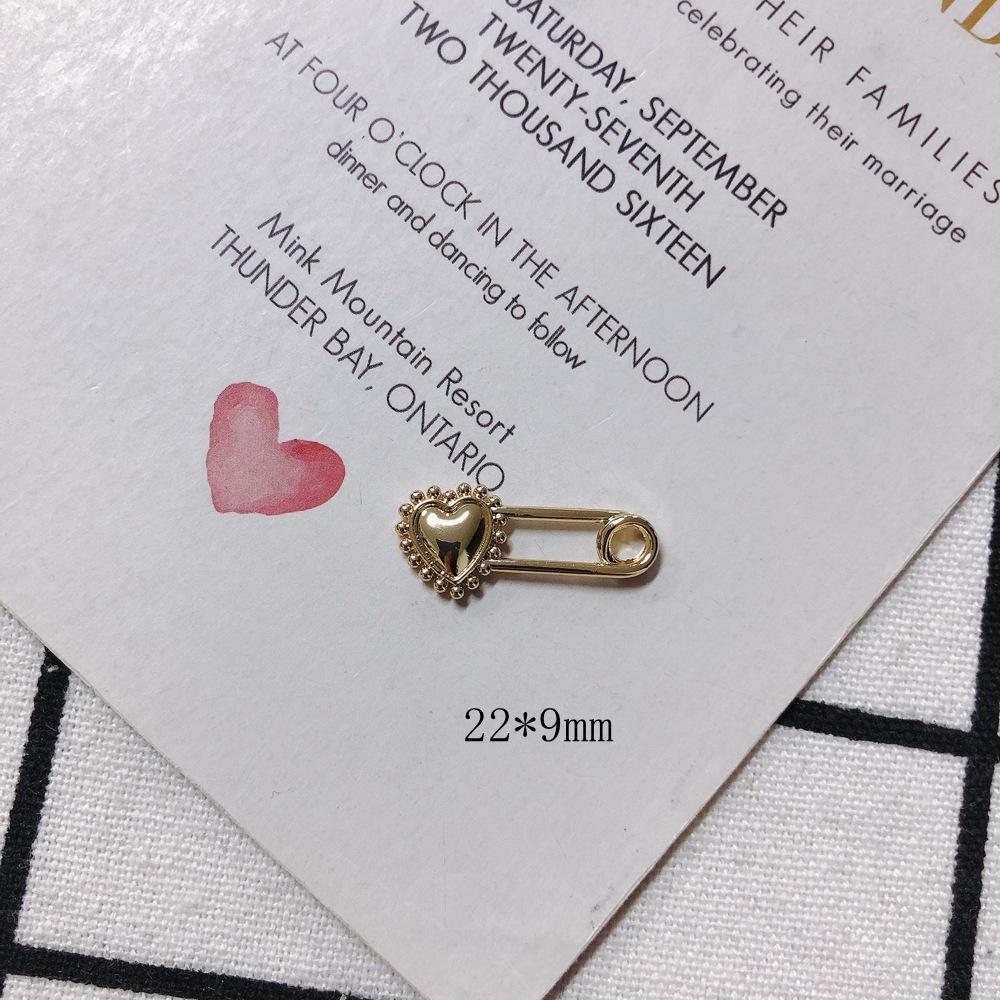 THEIR FAMILIES
celebrating their marriage
SATURDAY, SEPTEMBER
TWENTY-SEVENTH
TWO THOUSAND SIXTEEN
AT FOUR O'CLOCK IN THE AFTERNOON
dinner and dancing to follow
Mink Mountain Resort
THUNDER BAY, ONTARIO
22*9mm